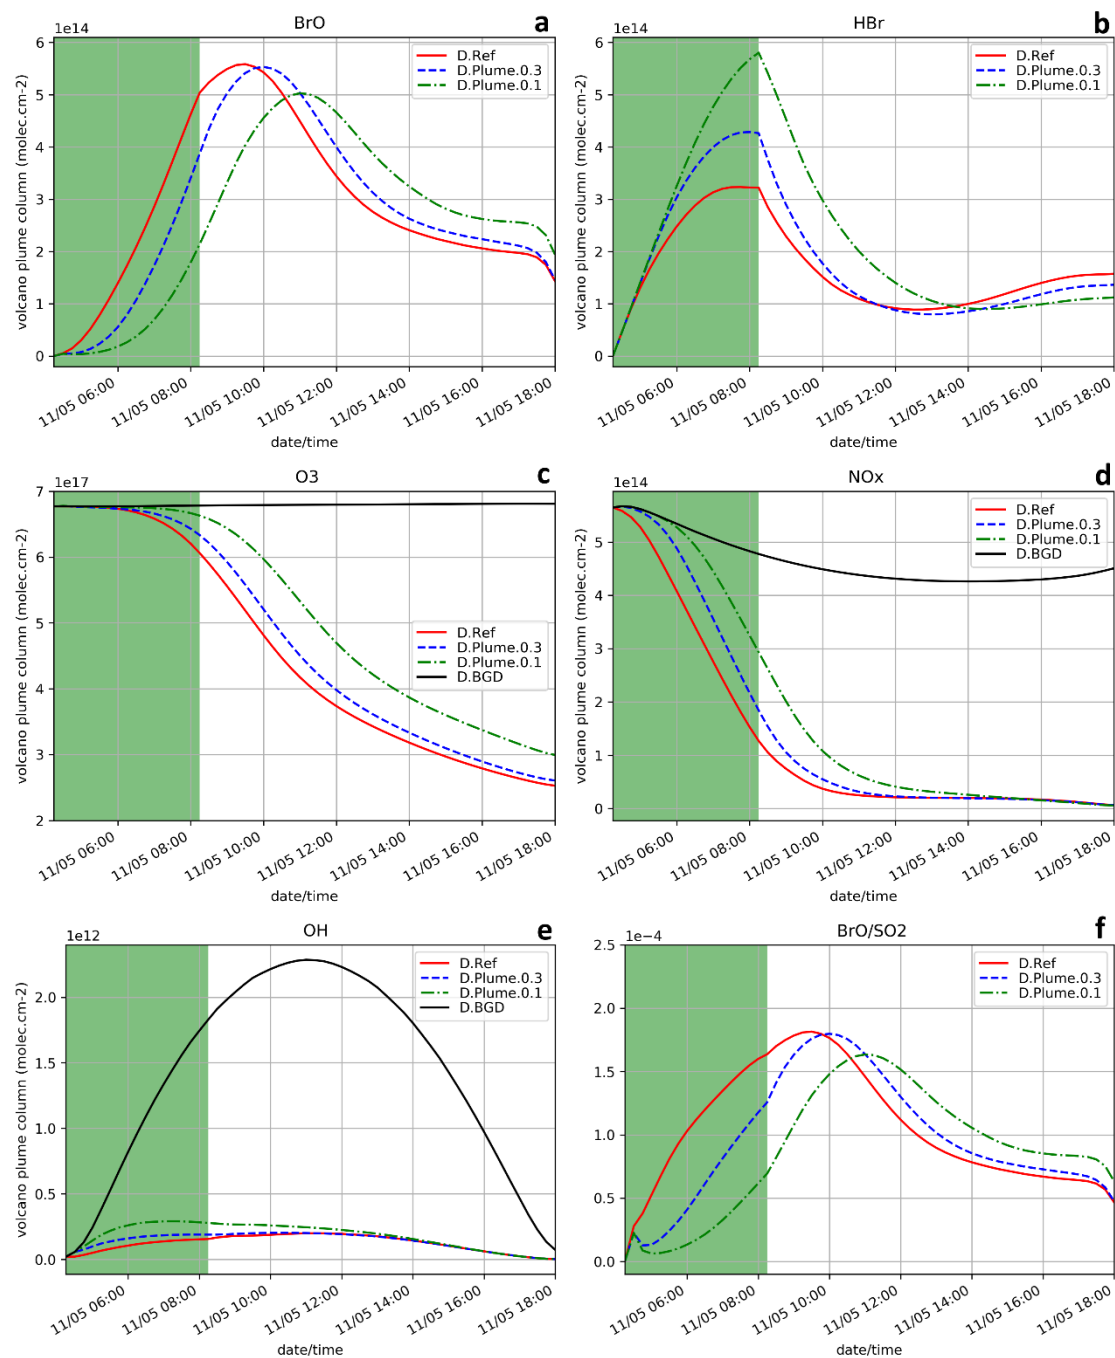 BrO
a
1e14
volcano plume column (molec.cm-2)
6
5
4
3
2
1
0
D.Ref
D.Plume.0.3
D.Plume.0.1
11/05 06:00
11/05 08:00
11/05 10:00
11/05 12:00
11/05 14:00
11/05 16:00
11/05 18:00
date/time
HBr
b
1e14
volcano plume column (molec.cm-2)
6
5
4
3
2
1
0
D.Ref
D.Plume.0.3
D.Plume.0.1
11/05 06:00
11/05 08:00
11/05 10:00
11/05 12:00
11/05 14:00
11/05 16:00
11/05 18:00
date/time
O3
c
1e17
volcano plume column (molec.cm-2)
7
6
5
4
3
2
D.Ref
D.Plume.0.3
D.Plume.0.1
D.BGD
11/05 06:00
11/05 08:00
11/05 10:00
11/05 12:00
11/05 14:00
11/05 16:00
11/05 18:00
date/time
NOx
d
1e14
volcano plume column (molec.cm-2)
5
4
3
2
1
0
D.Ref
D.Plume.0.3
D.Plume.0.1
D.BGD
11/05 06:00
11/05 08:00
11/05 10:00
11/05 12:00
11/05 14:00
11/05 16:00
11/05 18:00
date/time
OH
e
1e12
volcano plume column (molec.cm-2)
2.0
1.5
1.0
0.5
0.0
D.Ref
D.Plume.0.3
D.Plume.0.1
D.BGD
11/05 06:00
11/05 08:00
11/05 10:00
11/05 12:00
11/05 14:00
11/05 16:00
11/05 18:00
date/time
BrO/SO2
f
1e−4
2.5
2.0
1.5
1.0
0.5
0.0
D.Ref
D.Plume.0.3
D.Plume.0.1
11/05 06:00
11/05 08:00
11/05 10:00
11/05 12:00
11/05 14:00
11/05 16:00
11/05 18:00
date/time